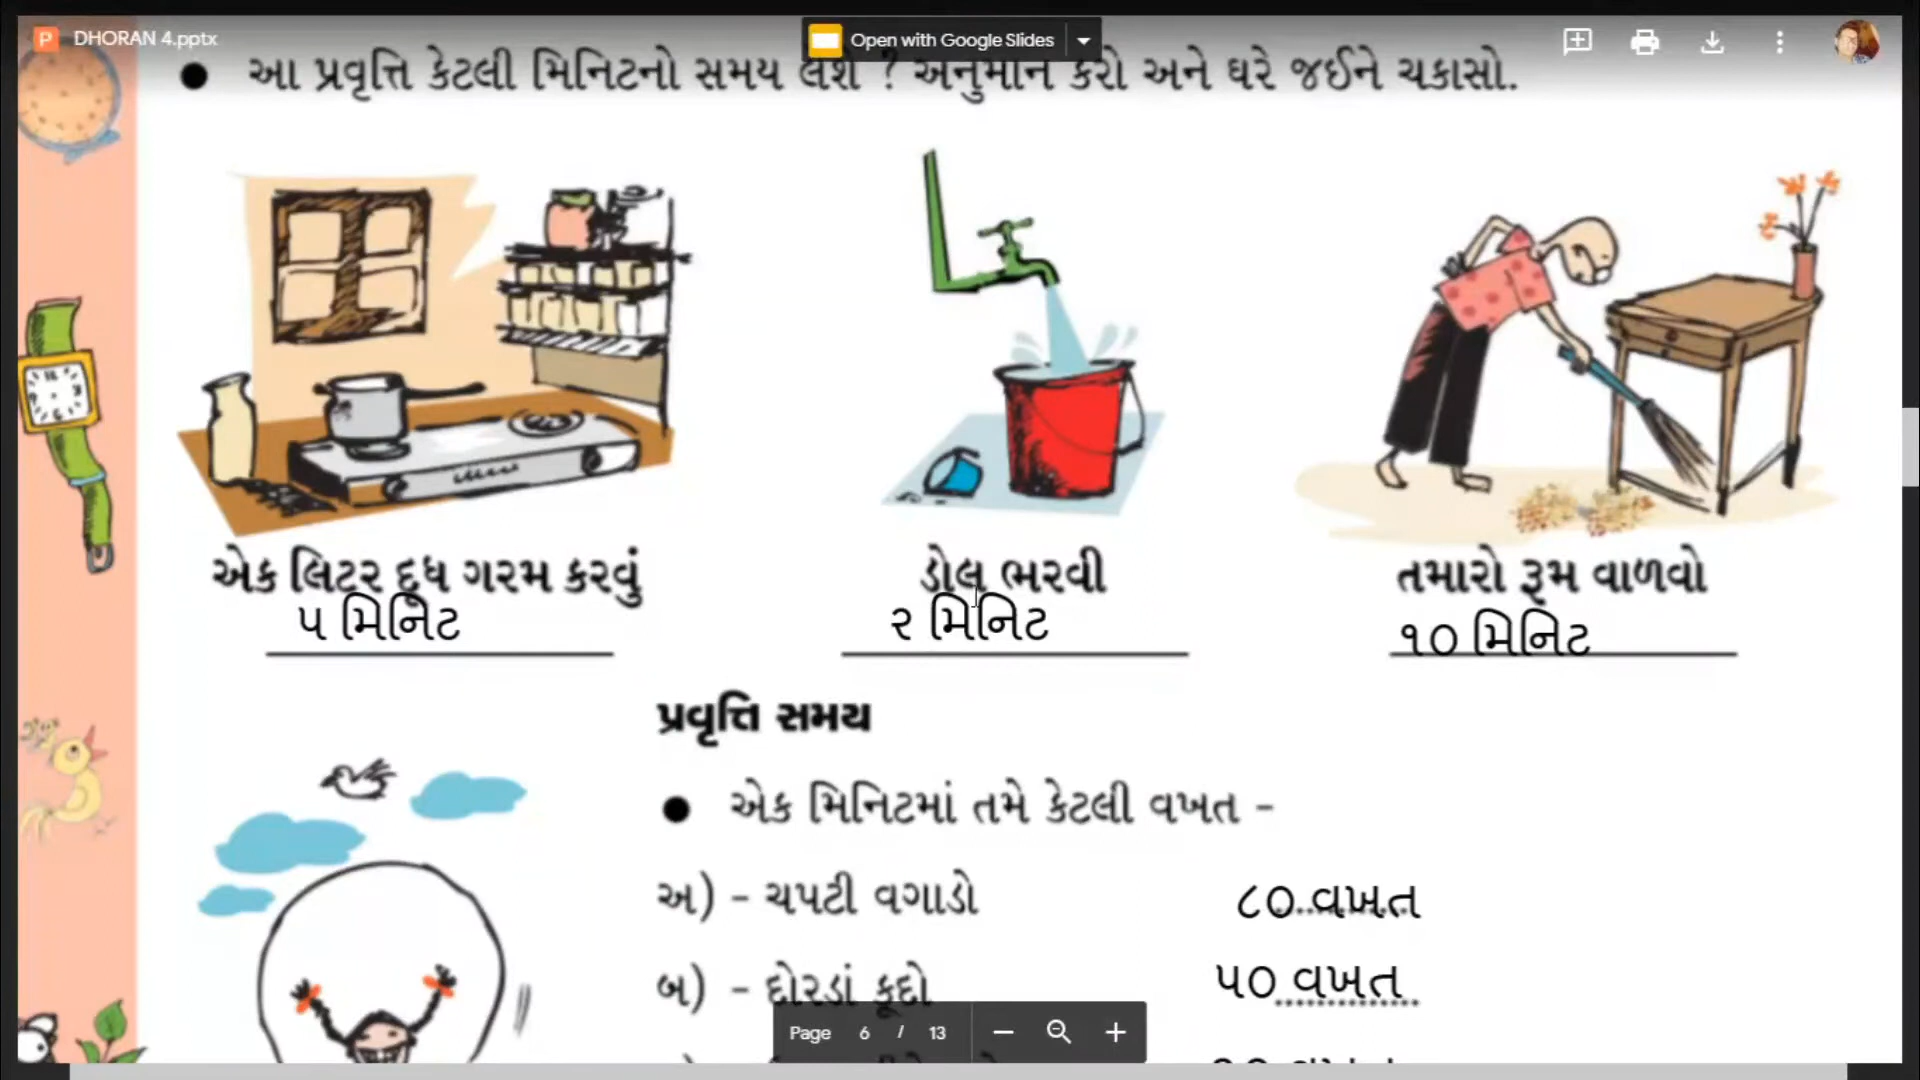 DHORAN 4.pptx
Open with Google Slides
આ પ્રવૃત્તિ કેટલી મિનિટનો સમય લેશે ? અનુમાન કરો અને ઘરે જઈને ચકાસો.
એક લિટર દૂધ ગરમ કરવું
૫ મિનિટ
ડોલ ભરવી
૨ મિનિટ
તમારો રૂમ વાળવો
૧૦ મિનિટ
પ્રવૃત્તિ સમય
એક મિનિટમાં તમે કેટલી વખત -
અ) - ચપટી વગાડો ૮૦ વખત
બ) - દોરડાં કૂદો ૫૦ વખત
Page 6 / 13